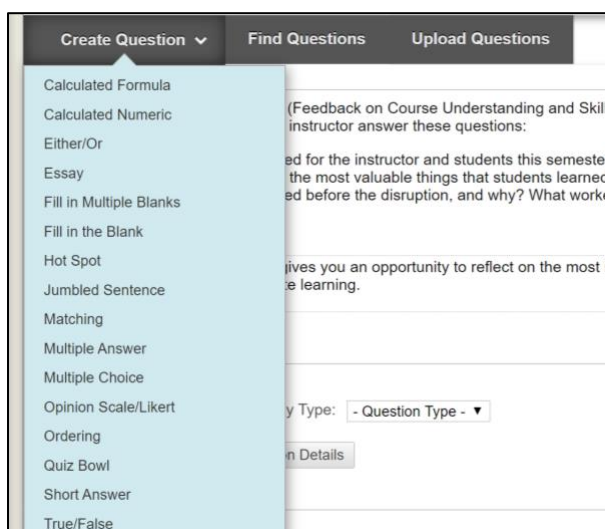 Create Question Find Questions Upload Questions
Calculated Formula
Calculated Numeric
Either/Or
Essay
Fill in Multiple Blanks
Fill in the Blank
Hot Spot
Jumbled Sentence
Matching
Multiple Answer
Multiple Choice
Opinion Scale/Likert
Ordering
Quiz Bowl
Short Answer
True/False
(Feedback on Course Understanding and Skil
instructor answer these questions:
ed for the instructor and students this semeste
the most valuable things that students learned
ed before the disruption, and why? What worke
gives you an opportunity to reflect on the most
e learning.
y Type: - Question Type -
n Details